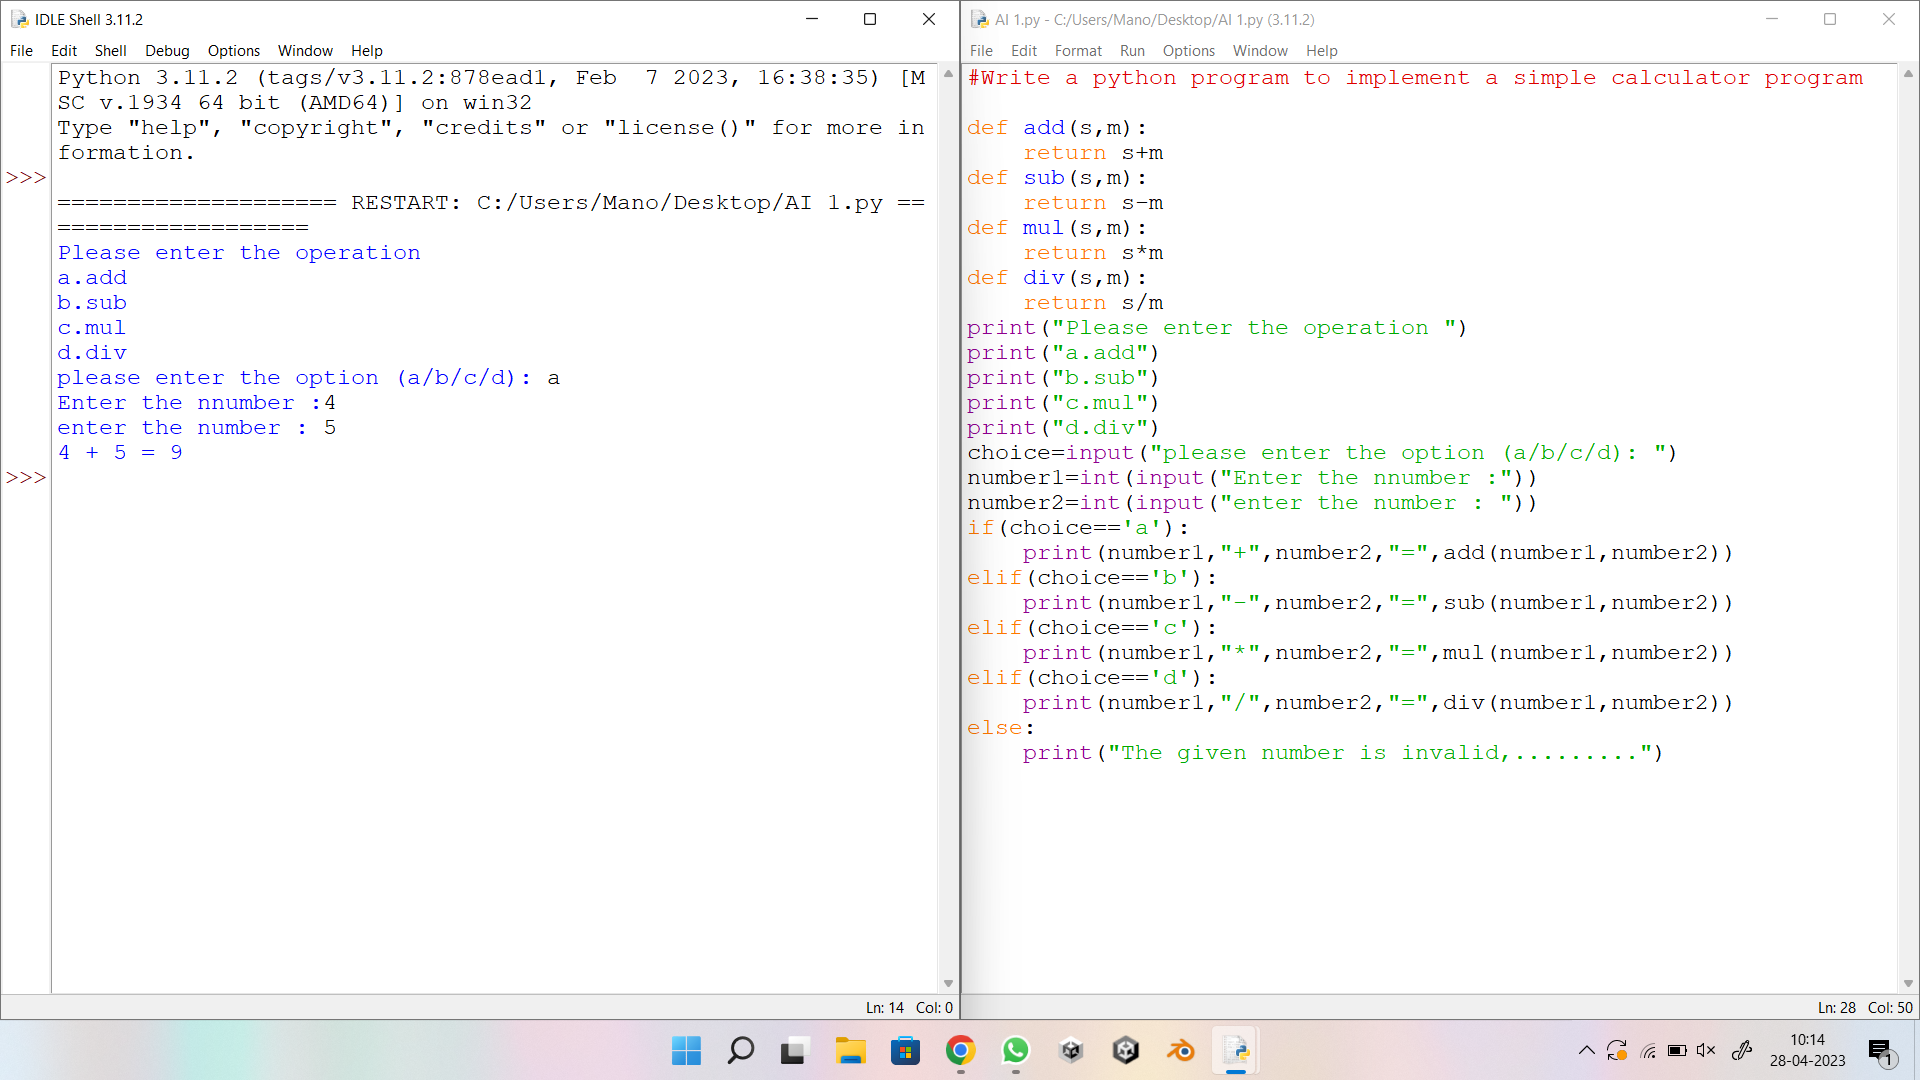 IDLE Shell 3.11.2
File Edit Shell Debug Options Window Help
Python 3.11.2 (tags/v3.11.2:878ead1, Feb  7 2023, 16:38:35) [M
SC v.1934 64 bit (AMD64)] on win32
Type "help", "copyright", "credits" or "license()" for more in
formation.
>>>
==================== RESTART: C:/Users/Mano/Desktop/AI 1.py ==
==================
Please enter the operation
a.add
b.sub
c.mul
d.div
please enter the option (a/b/c/d): a
Enter the nnumber :4
enter the number : 5
4 + 5 = 9
>>>
Ln: 14 Col: 0
AI 1.py - C:/Users/Mano/Desktop/AI 1.py (3.11.2)
File Edit Format Run Options Window Help
#Write a python program to implement a simple calculator program
def add(s,m):
    return s+m
def sub(s,m):
    return s-m
def mul(s,m):
    return s*m
def div(s,m):
    return s/m
print("Please enter the operation ")
print("a.add")
print("b.sub")
print("c.mul")
print("d.div")
choice=input("please enter the option (a/b/c/d): ")
number1=int(input("Enter the nnumber :"))
number2=int(input("enter the number : "))
if(choice=='a'):
    print(number1,"+",number2,"=",add(number1,number2))
elif(choice=='b'):
    print(number1,"-",number2,"=",sub(number1,number2))
elif(choice=='c'):
    print(number1,"*",number2,"=",mul(number1,number2))
elif(choice=='d'):
    print(number1,"/",number2,"=",div(number1,number2))
else:
    print("The given number is invalid,.........")
Ln: 28 Col: 50
10:14
28-04-2023
1